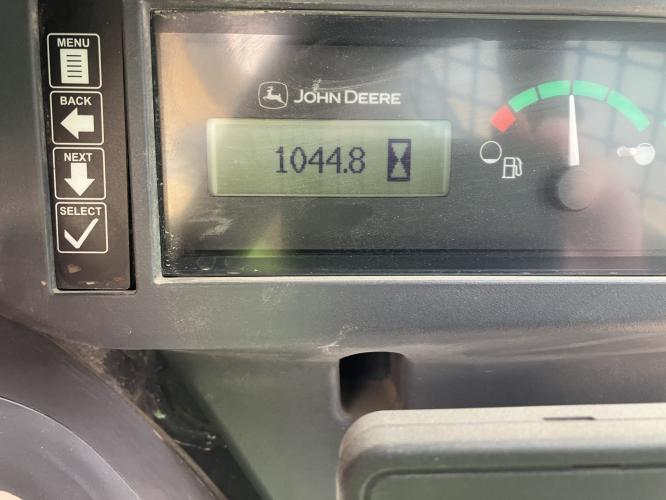 MENU
BACK
NEXT
SELECT
JOHN DEERE
1044.8